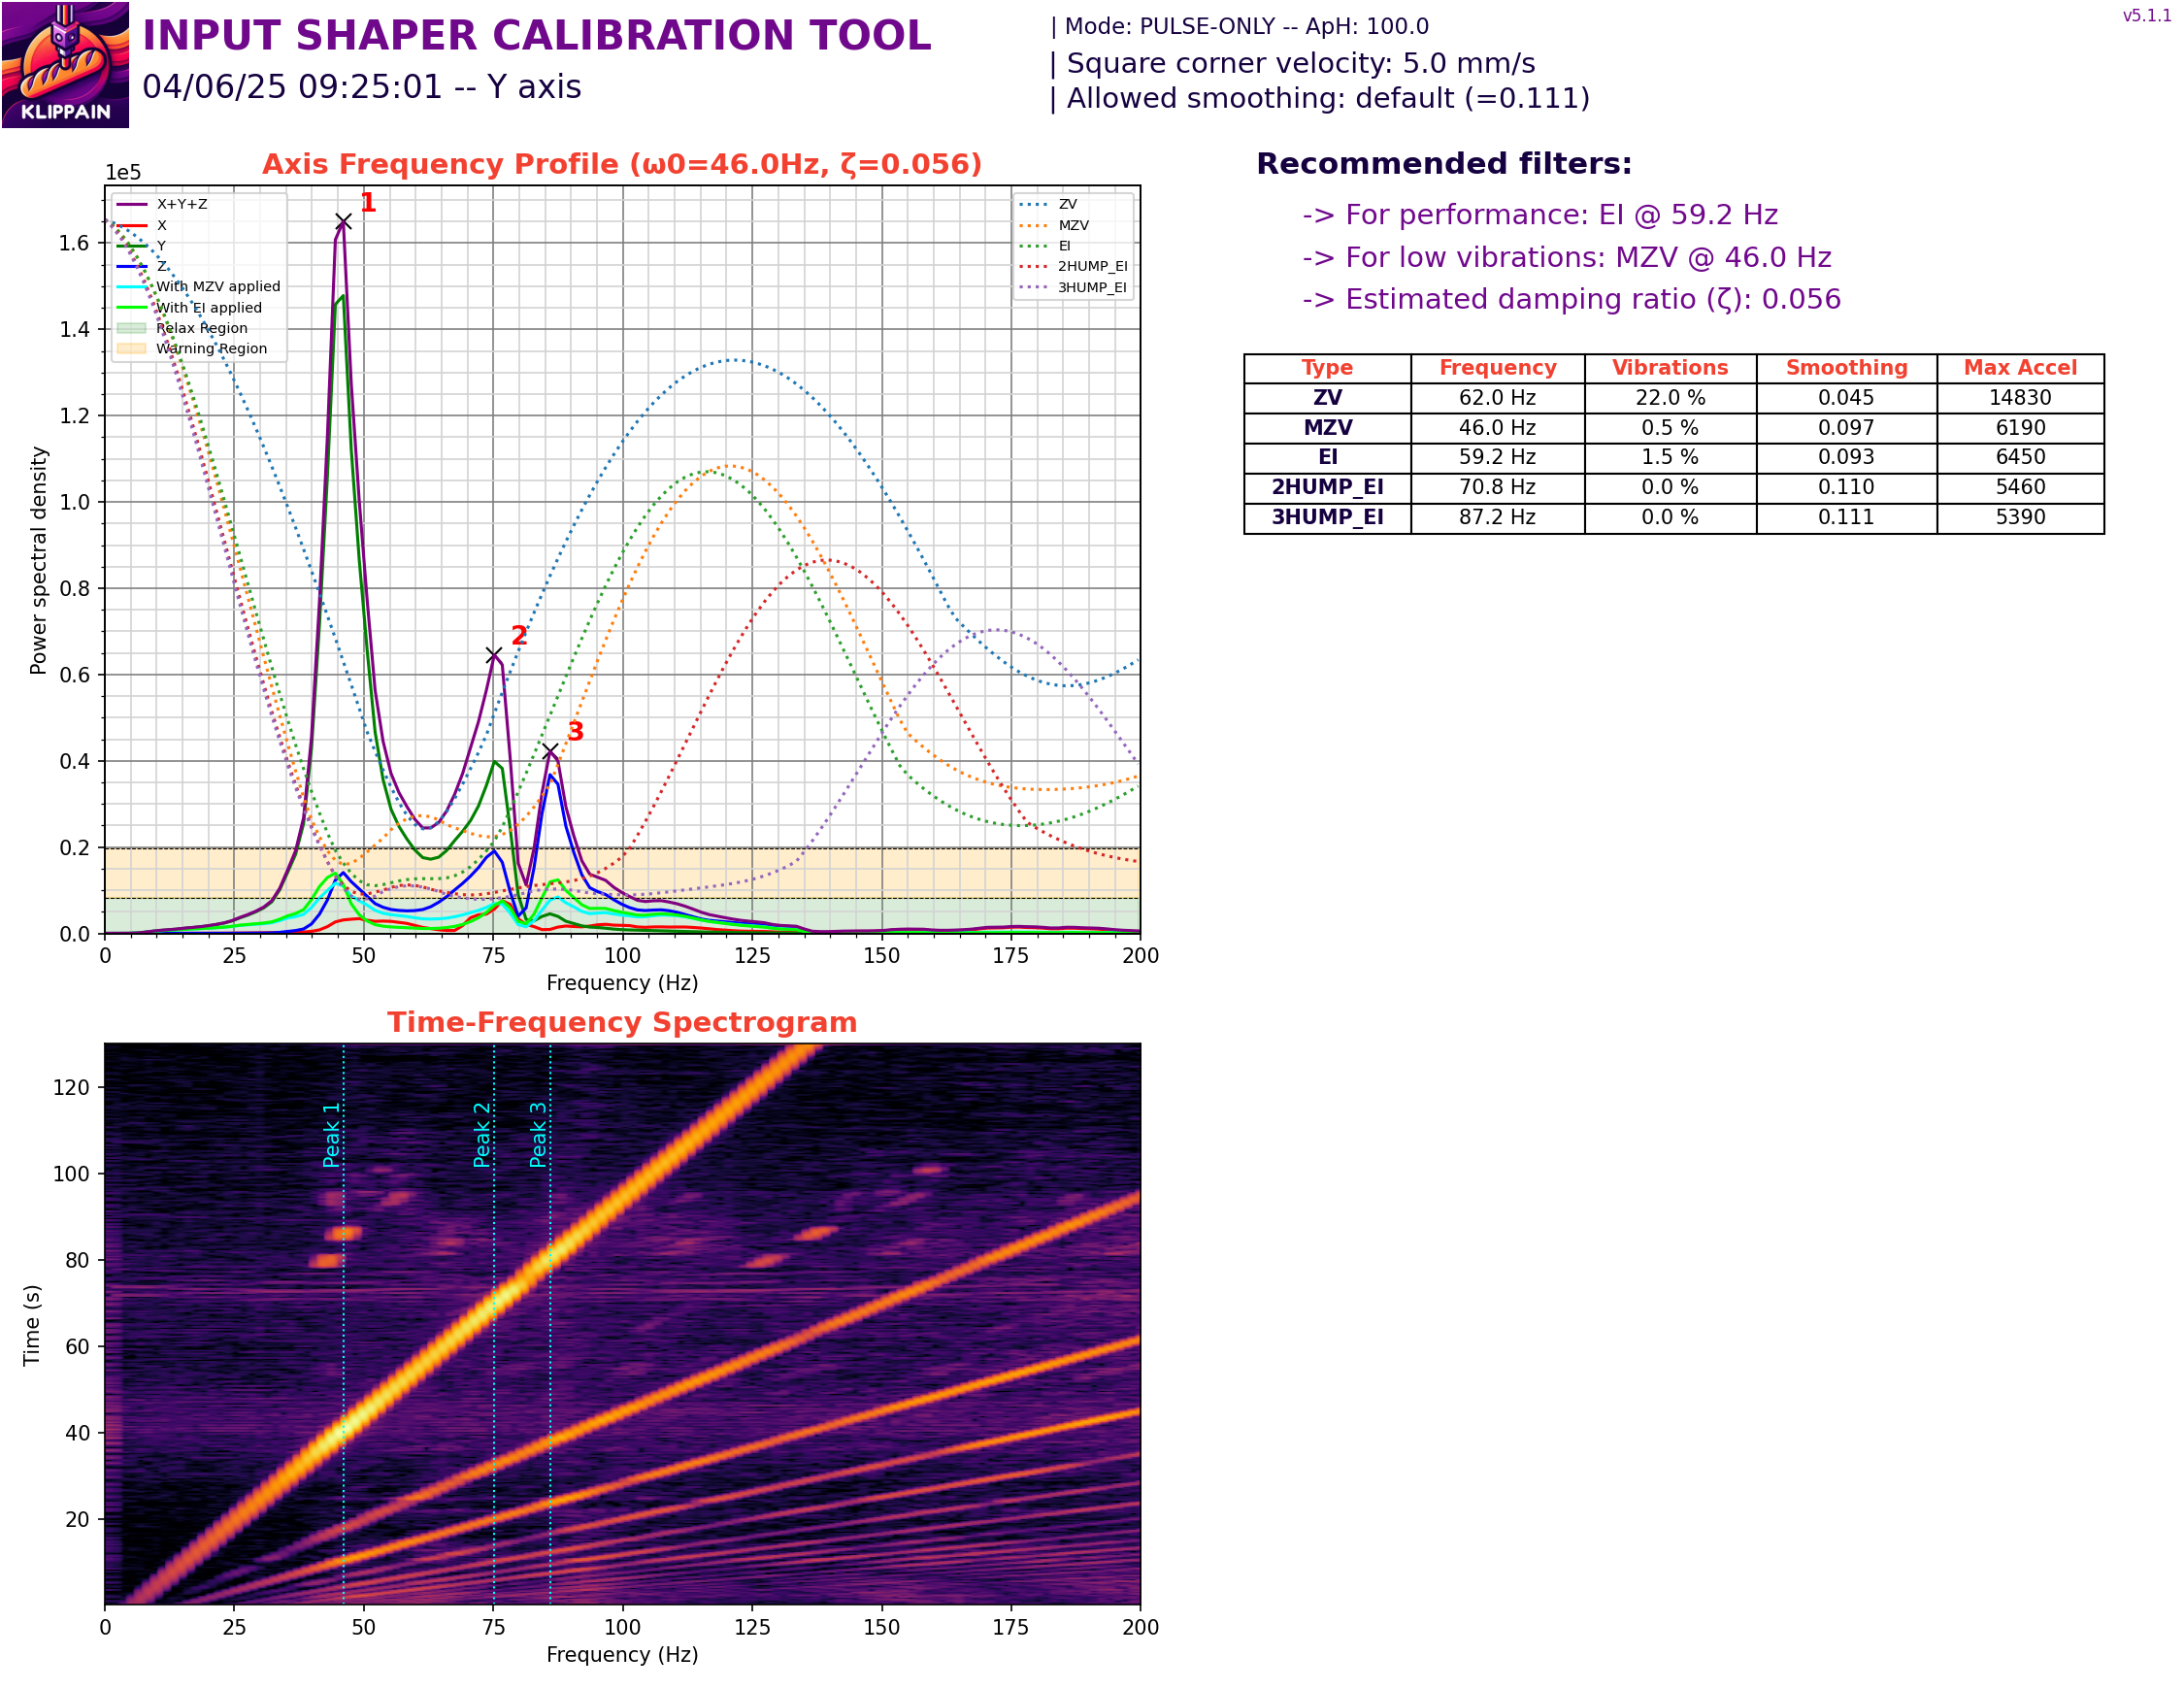 KLIPPAIN
INPUT SHAPER CALIBRATION TOOL
04/06/25 09:25:01 -- Y axis
| Mode: PULSE-ONLY -- ApH: 100.0
| Square corner velocity: 5.0 mm/s
| Allowed smoothing: default (=0.111)
v5.1.1
Axis Frequency Profile (ω0=46.0Hz, ζ=0.056)
1e5
X+Y+Z
X
Y
Z
With MZV applied
With EI applied
Relax Region
Warning Region
ZV
MZV
EI
2HUMP_EI
3HUMP_EI
1
2
3
Power spectral density
1.6
1.4
1.2
1.0
0.8
0.6
0.4
0.2
0.0
0 25 50 75 100 125 150 175 200
Frequency (Hz)
Recommended filters:
-> For performance: EI @ 59.2 Hz
-> For low vibrations: MZV @ 46.0 Hz
-> Estimated damping ratio (ζ): 0.056
Type Frequency Vibrations Smoothing Max Accel
ZV 62.0 Hz 22.0 % 0.045 14830
MZV 46.0 Hz 0.5 % 0.097 6190
EI 59.2 Hz 1.5 % 0.093 6450
2HUMP_EI 70.8 Hz 0.0 % 0.110 5460
3HUMP_EI 87.2 Hz 0.0 % 0.111 5390
Time-Frequency Spectrogram
Peak 1
Peak 2
Peak 3
Time (s)
120
100
80
60
40
20
0 25 50 75 100 125 150 175 200
Frequency (Hz)